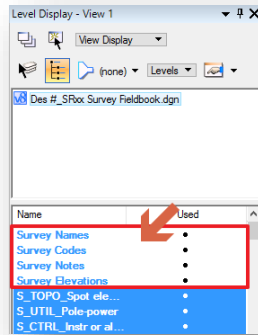 Level Display - View 1
View Display
(none) Levels
Des #_SRxx Survey Fieldbook.dgn
Name Used
Survey Names
Survey Codes
Survey Notes
Survey Elevations
S_TOPO_Spot ele...
S_UTIL_Pole-power
S_CTRL_Instr or al...